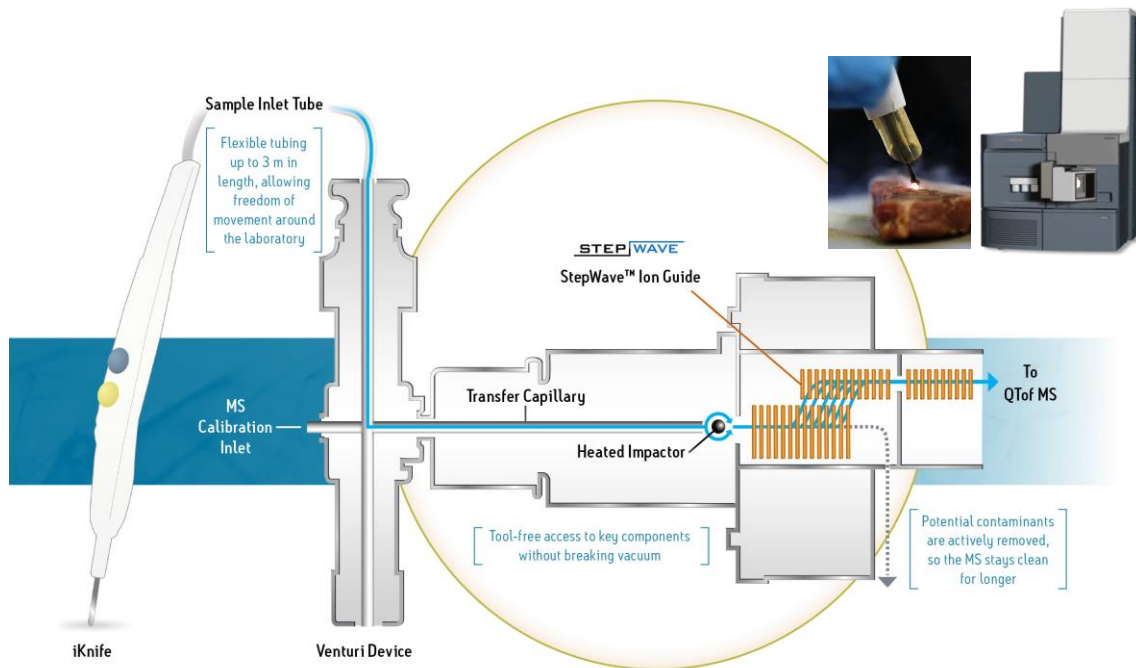 Sample Inlet Tube
Flexible tubing
up to 3 m in
length, allowing
freedom of
movement around
the laboratory
STEPWAVE
StepWave™ Ion Guide
To
QTof MS
MS
Calibration
Inlet
Transfer Capillary
Heated Impactor
Tool-free access to key components
without breaking vacuum
Potential contaminants
are actively removed,
so the MS stays clean
for longer
iKnife
Venturi Device